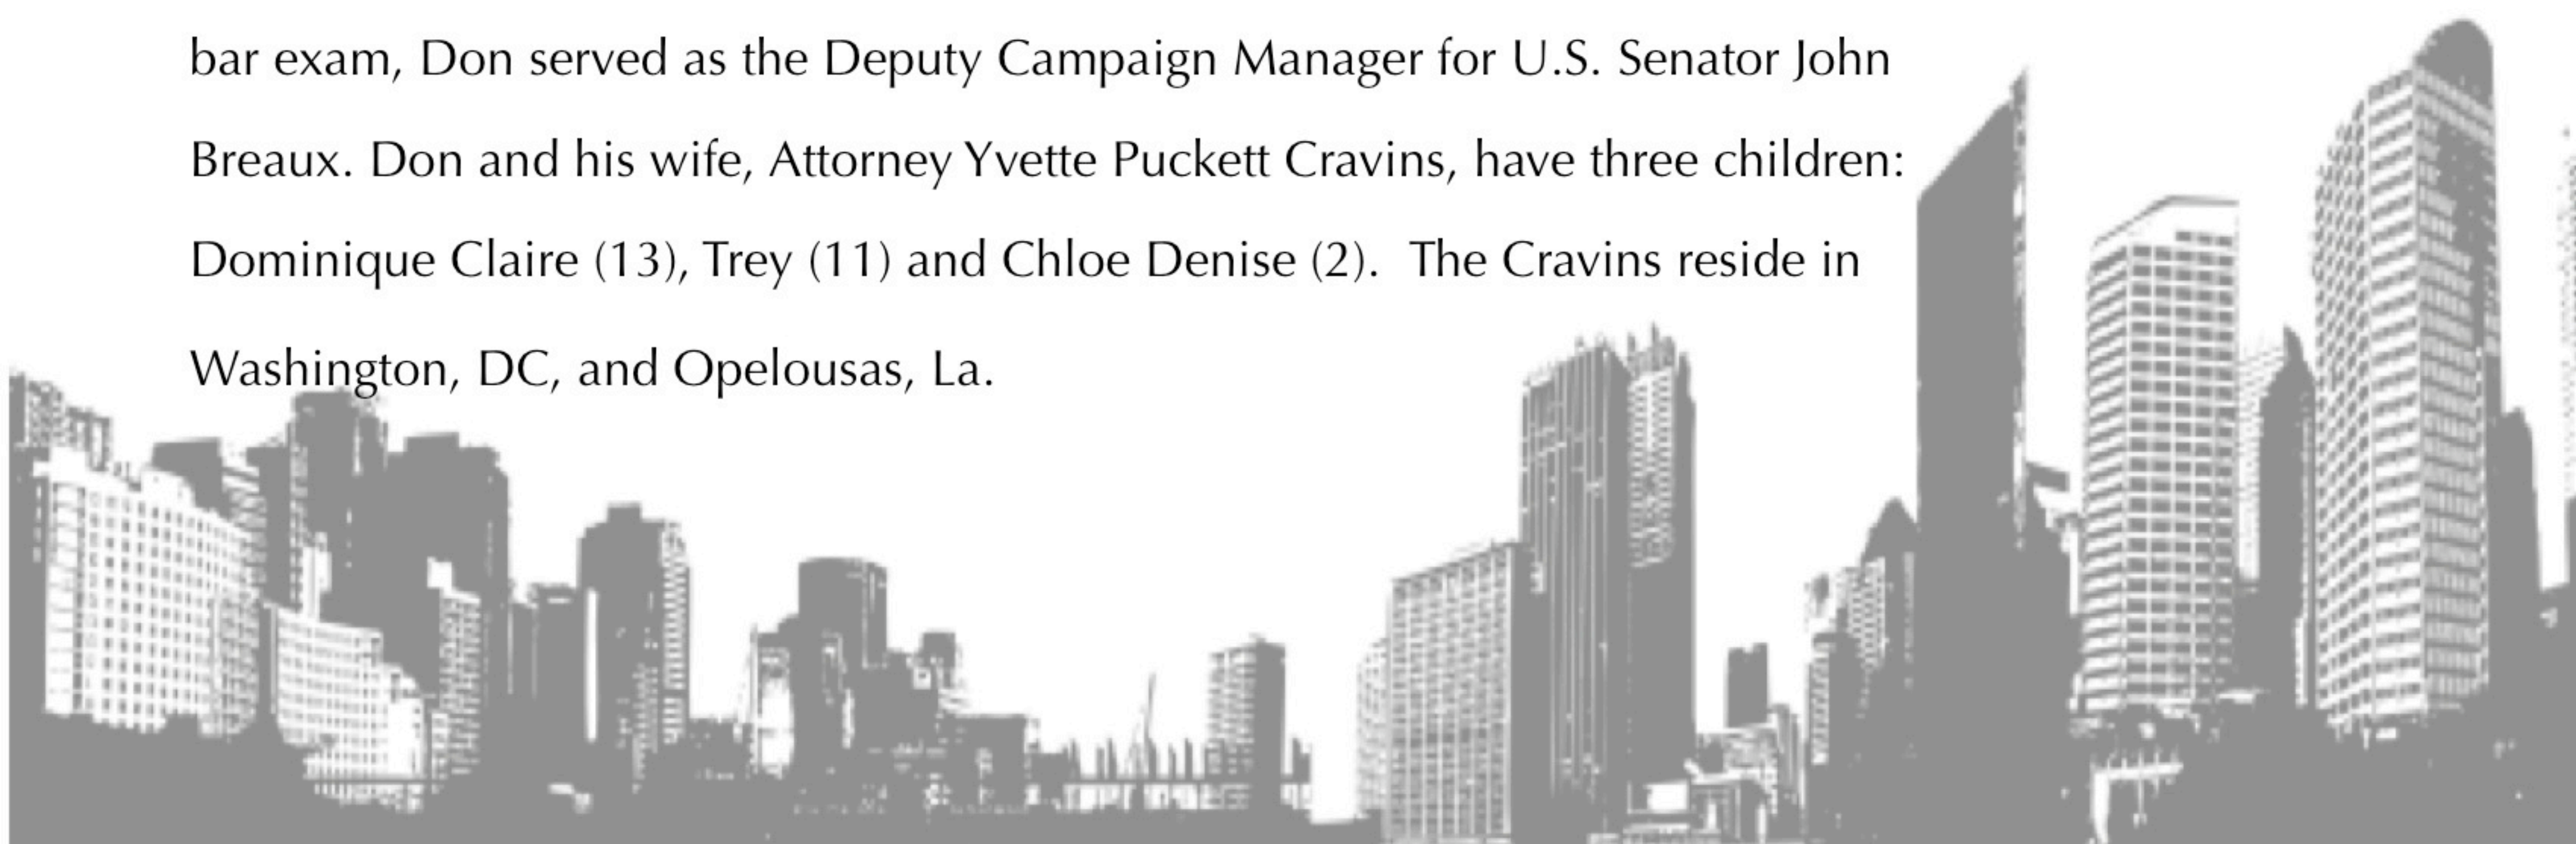 bar exam, Don served as the Deputy Campaign Manager for U.S. Senator John
Breaux. Don and his wife, Attorney Yvette Puckett Cravins, have three children:
Dominique Claire (13), Trey (11) and Chloe Denise (2).  The Cravins reside in
Washington, DC, and Opelousas, La.